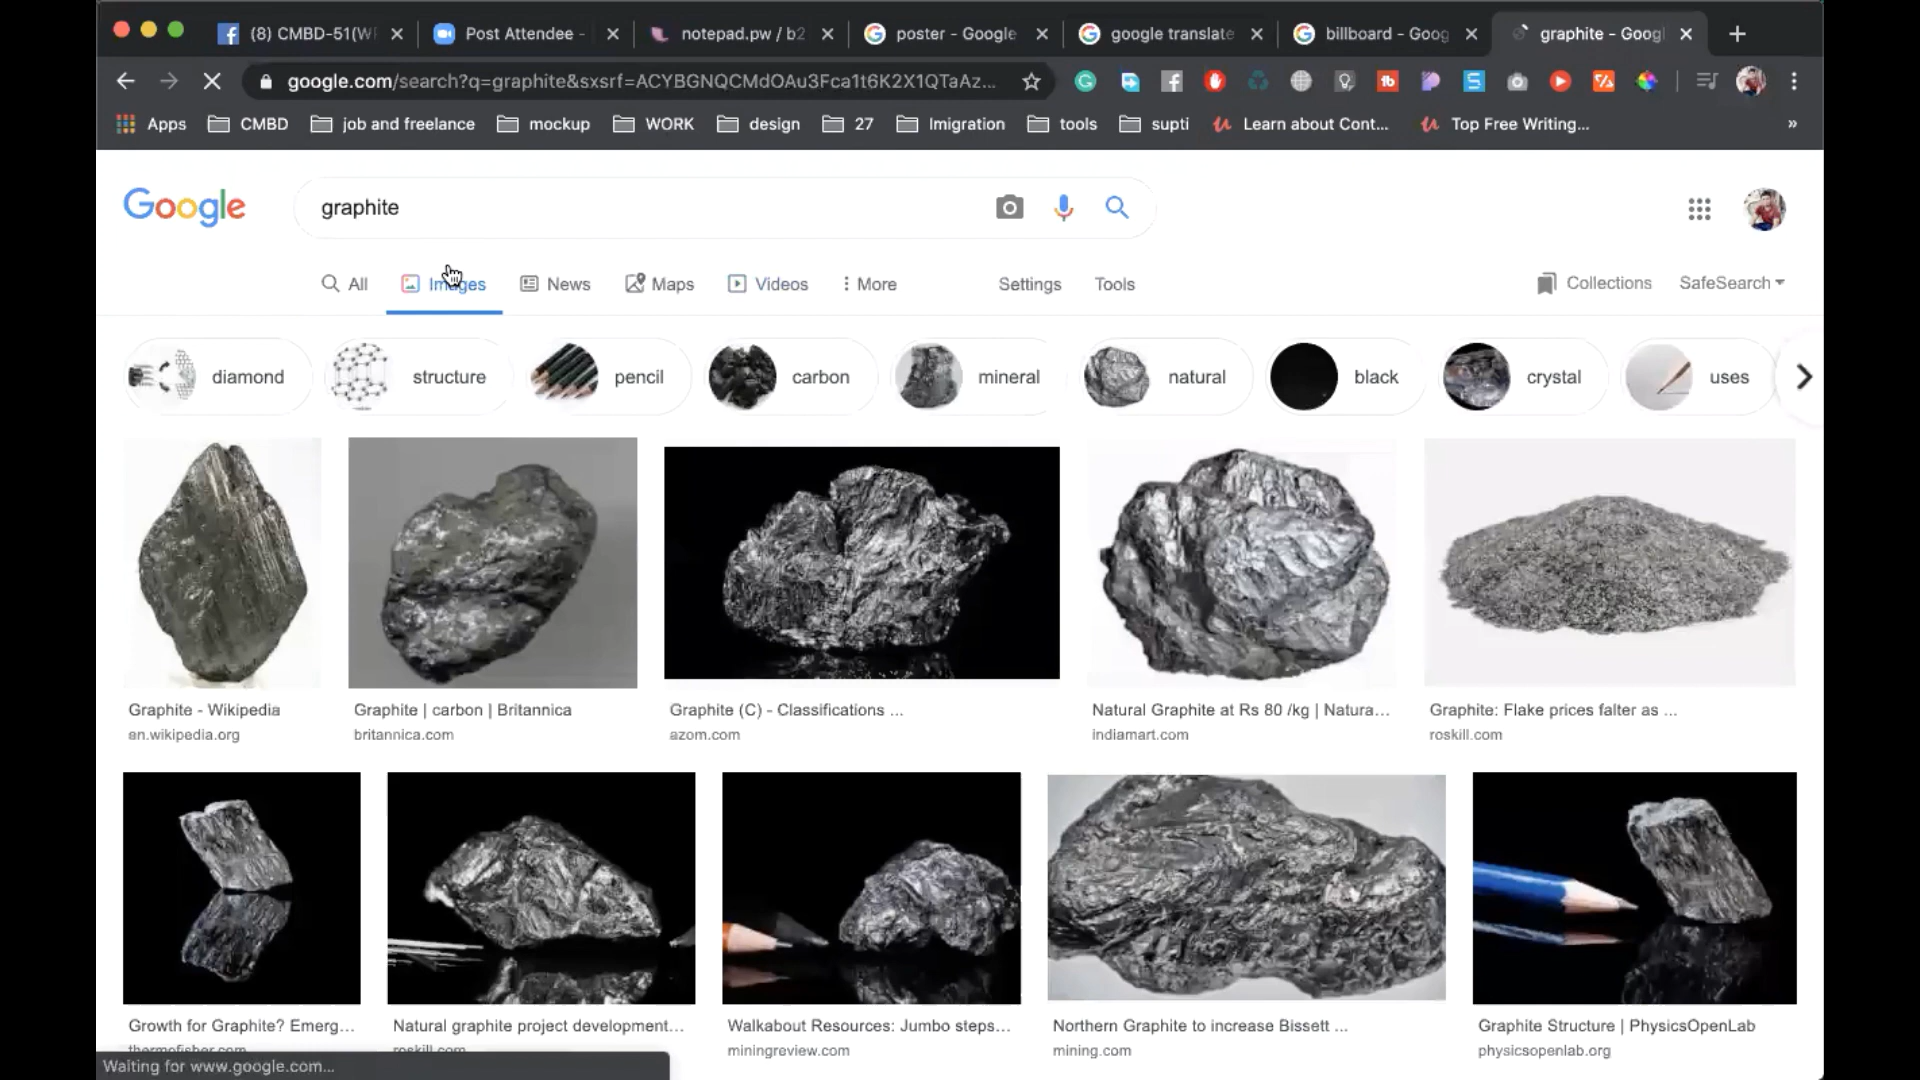 (8) CMBD-51(W
Post Attendee -
notepad.pw / b2
poster - Google
google translate
billboard - Goog
graphite - Googl
google.com/search?q=graphite&sxsrf=ACYBGNQCMdOAu3Fca1t6K2X1QTaAz...
Apps
CMBD
job and freelance
mockup
WORK
design
27
Imigration
tools
supti
Learn about Cont...
Top Free Writing...
»
Google
graphite
All
Images
News
Maps
Videos
More
Settings
Tools
Collections
SafeSearch
diamond
structure
pencil
carbon
mineral
natural
black
crystal
uses
Graphite - Wikipedia
en.wikipedia.org
Graphite | carbon | Britannica
britannica.com
Graphite (C) - Classifications ...
azom.com
Natural Graphite at Rs 80 /kg | Natura...
indiamart.com
Graphite: Flake prices falter as ...
roskill.com
Growth for Graphite? Emerg...
thermofisher.com
Natural graphite project development...
roskill.com
Walkabout Resources: Jumbo steps...
miningreview.com
Northern Graphite to increase Bissett ...
mining.com
Graphite Structure | PhysicsOpenLab
physicsopenlab.org
Waiting for www.google.com...